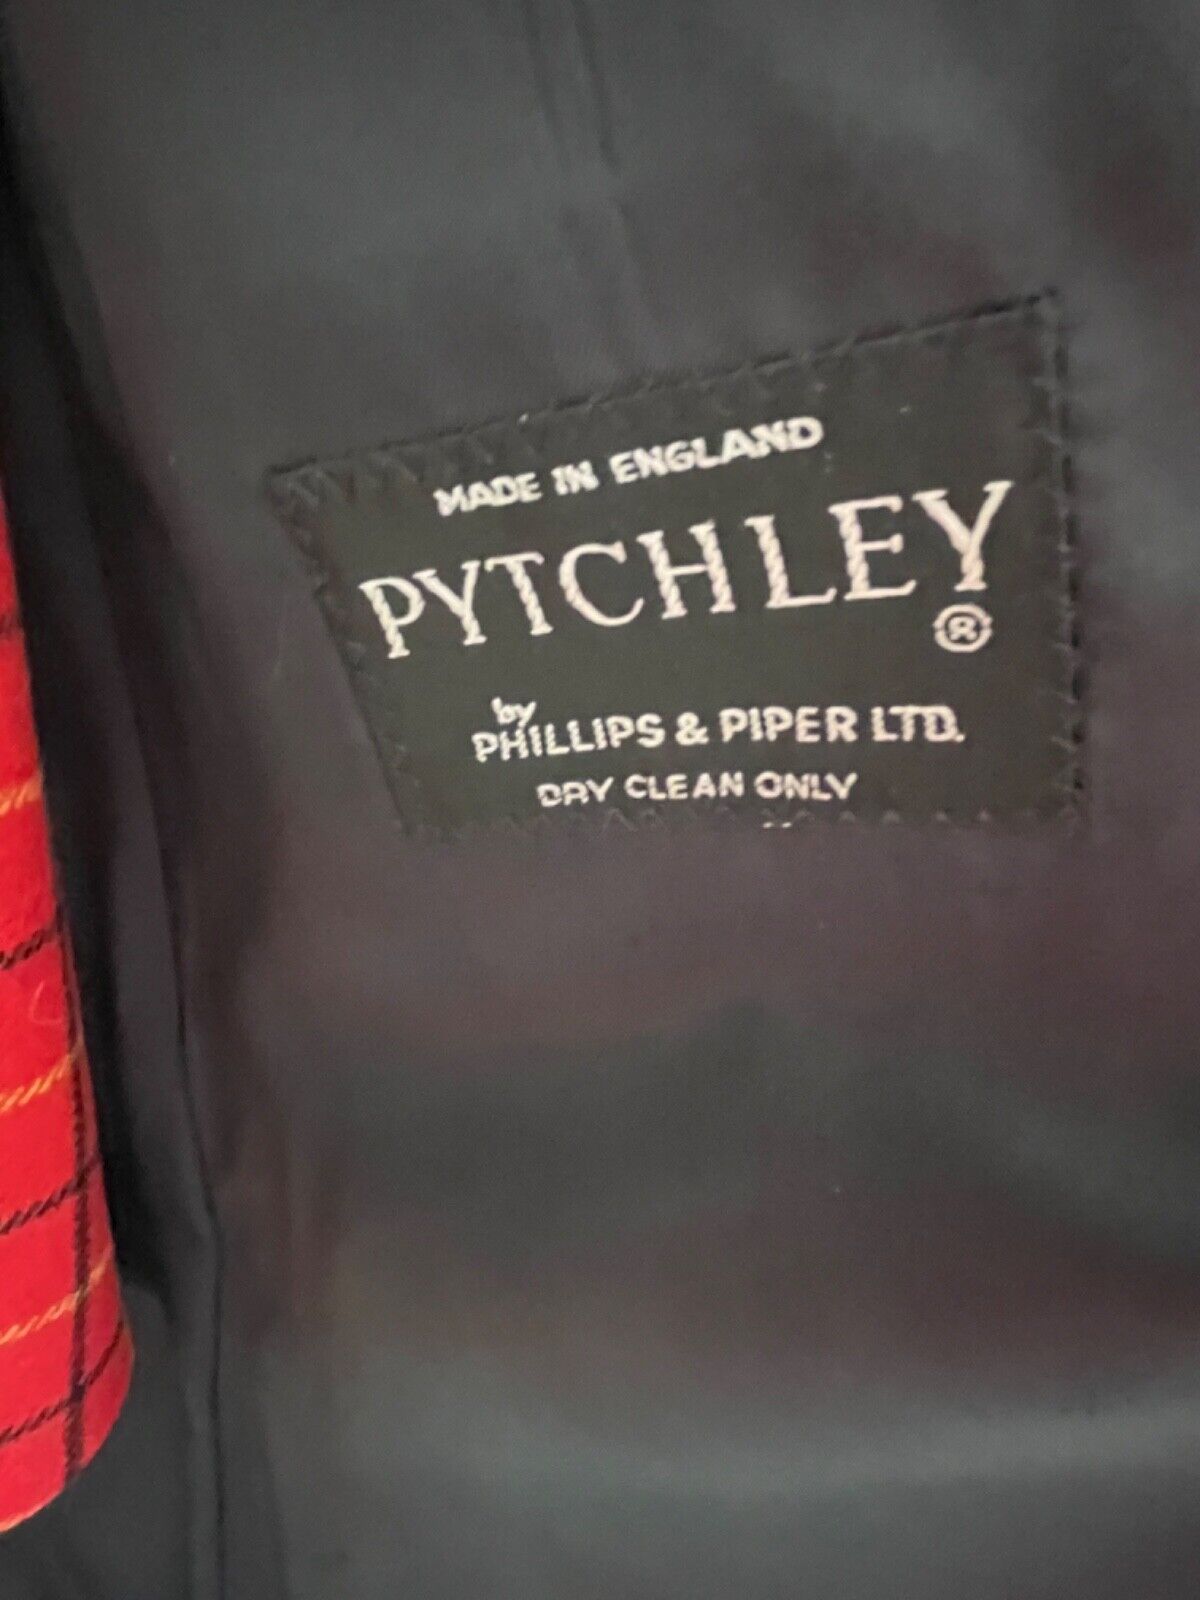 MADE IN ENGLAND
PYTCHLEY
®
by
PHILLIPS & PIPER LTD.
DRY CLEAN ONLY